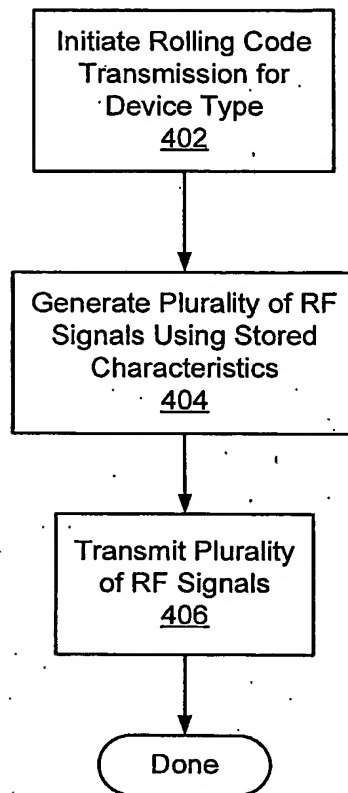 Initiate Rolling Code
Transmission for
Device Type
402
Generate Plurality of RF
Signals Using Stored
Characteristics
404
Transmit Plurality
of RF Signals
406
Done